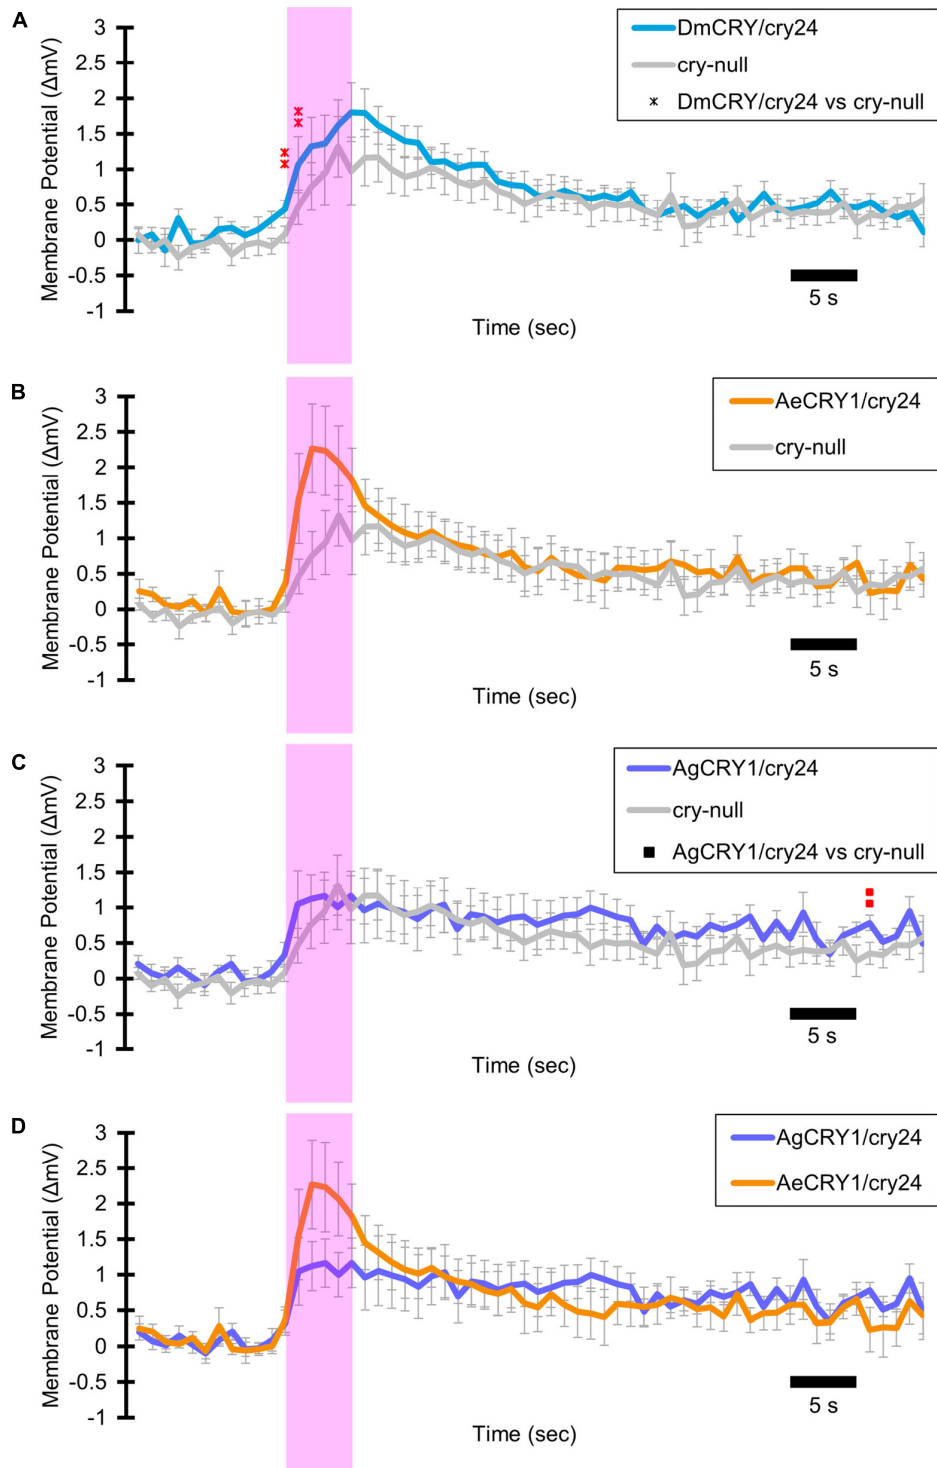 A
Membrane Potential (ΔmV)
3
2.5
2
1.5
1
0.5
0
-0.5
-1
DmCRY/cry24
cry-null
DmCRY/cry24 vs cry-null
5 s
Time (sec)
B
Membrane Potential (ΔmV)
3
2.5
2
1.5
1
0.5
0
-0.5
-1
AeCRY1/cry24
cry-null
5 s
Time (sec)
C
Membrane Potential (ΔmV)
3
2.5
2
1.5
1
0.5
0
-0.5
-1
AgCRY1/cry24
cry-null
AgCRY1/cry24 vs cry-null
5 s
Time (sec)
D
Membrane Potential (ΔmV)
3
2.5
2
1.5
1
0.5
0
-0.5
-1
AgCRY1/cry24
AeCRY1/cry24
5 s
Time (sec)